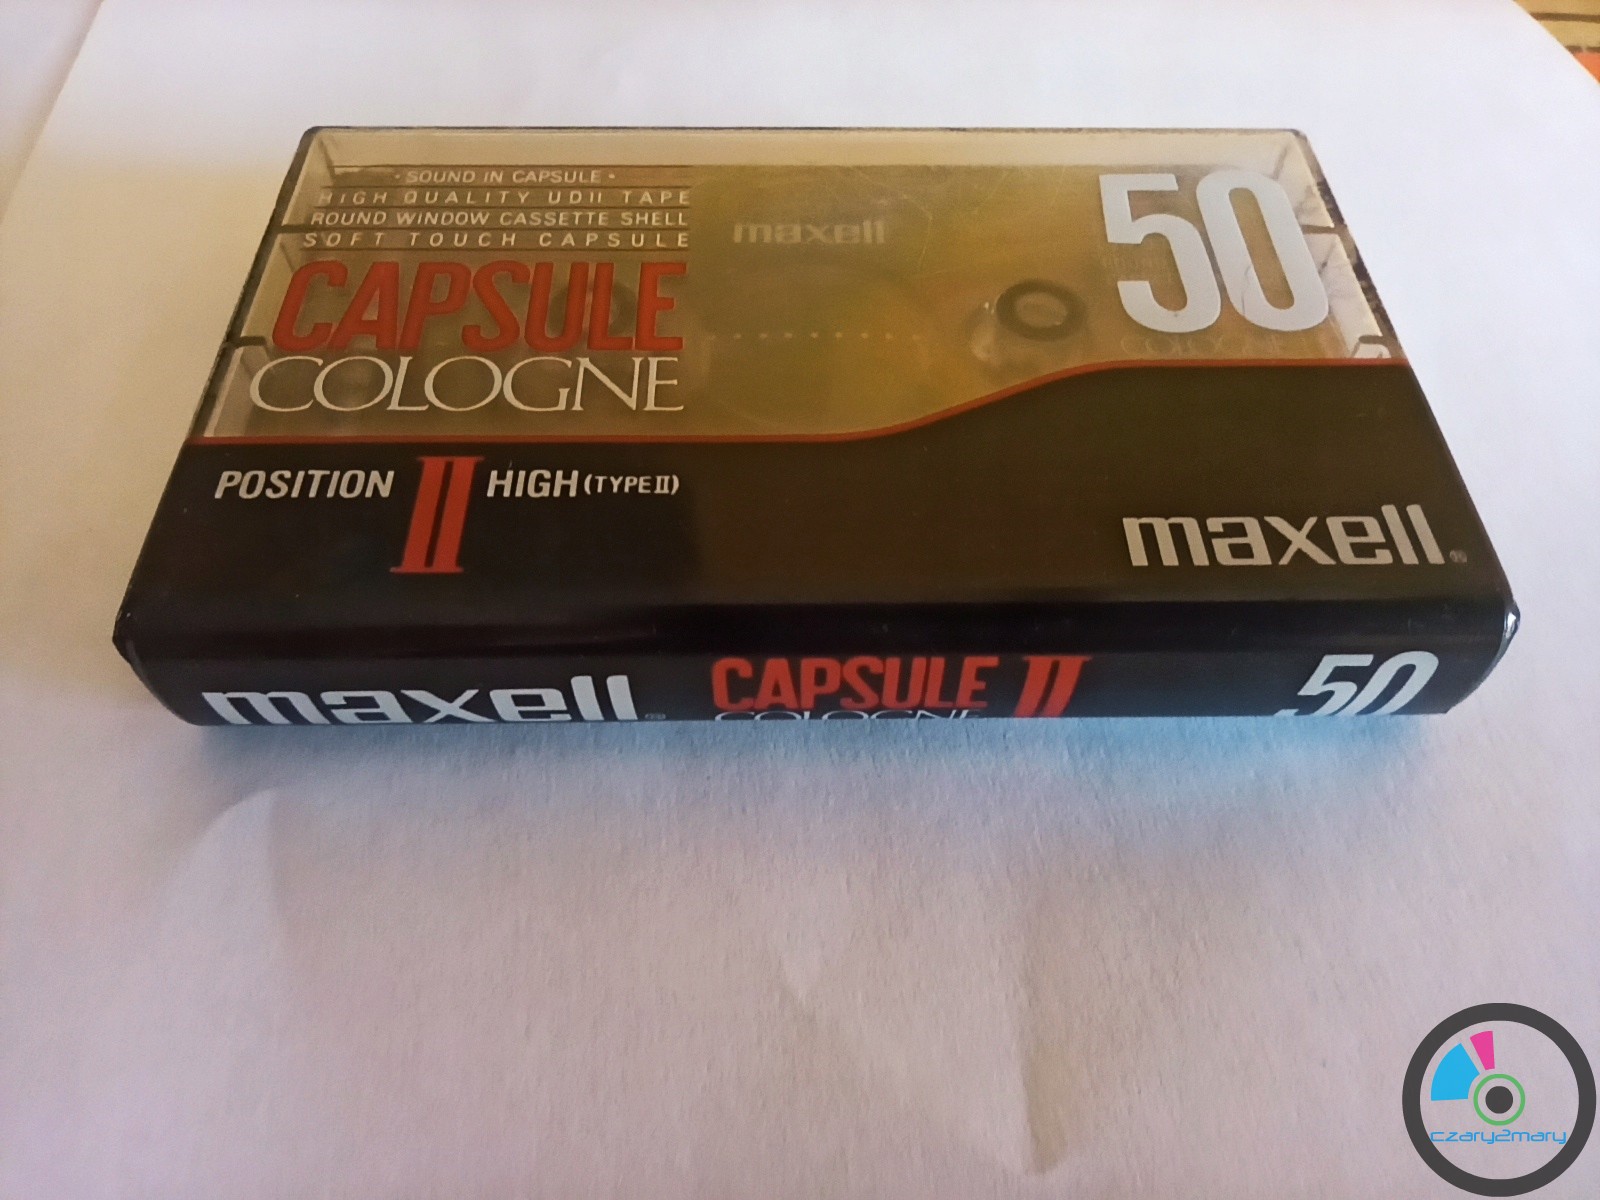 • SOUND IN CAPSULE •
HIGH QUALITY UDII TAPE
ROUND WINDOW CASSETTE SHELL
SOFT TOUCH CAPSULE
CAPSULE
COLOGNE
maxell
50
COLOGNE
POSITION II HIGH (TYPE II)
maxell®
maxell® CAPSULE II 50
COLOGNE
czary2mary